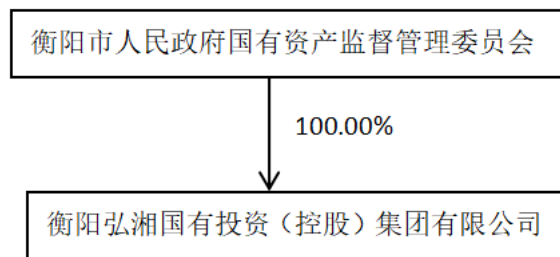 衡阳市人民政府国有资产监督管理委员会
100.00%
衡阳弘湘国有投资（控股）集团有限公司